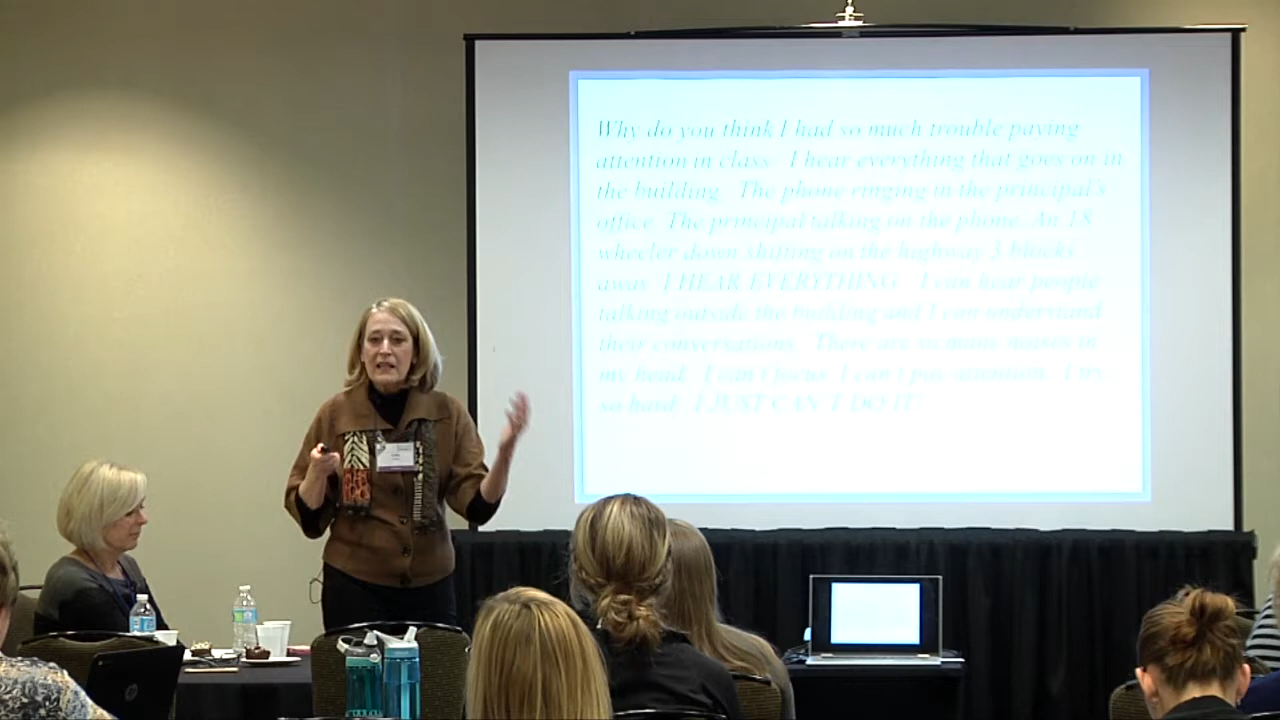 Why do you think I had so much trouble paying
attention in class. I hear everything that goes on in
the building. The phone ringing in the principal's
office. The principal talking on the phone. An 18
wheeler down shifting on the highway 3 blocks
away. I HEAR EVERYTHING. I can hear people
talking outside the building and I can understand
their conversations. There are so many noises in
my head. I can't focus. I can't pay attention. I try
so hard. I JUST CAN'T DO IT!
hp